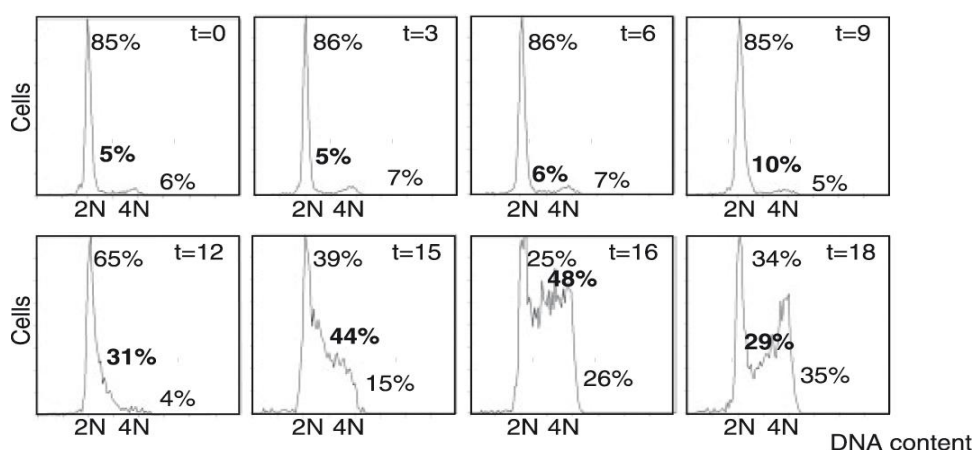 t=0
85%
5%
6%
2N 4N
t=3
86%
5%
7%
2N 4N
t=6
86%
6%
7%
2N 4N
t=9
85%
10%
5%
2N 4N
Cells
t=12
65%
31%
4%
2N 4N
t=15
39%
44%
15%
2N 4N
t=16
25%
48%
26%
2N 4N
t=18
34%
29%
35%
2N 4N
Cells
DNA content